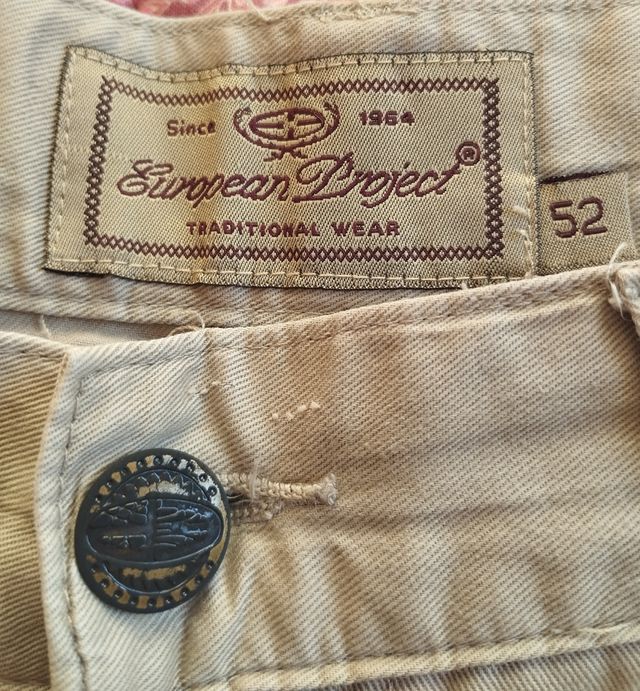 Since 1964
European Project®
TRADITIONAL WEAR
52